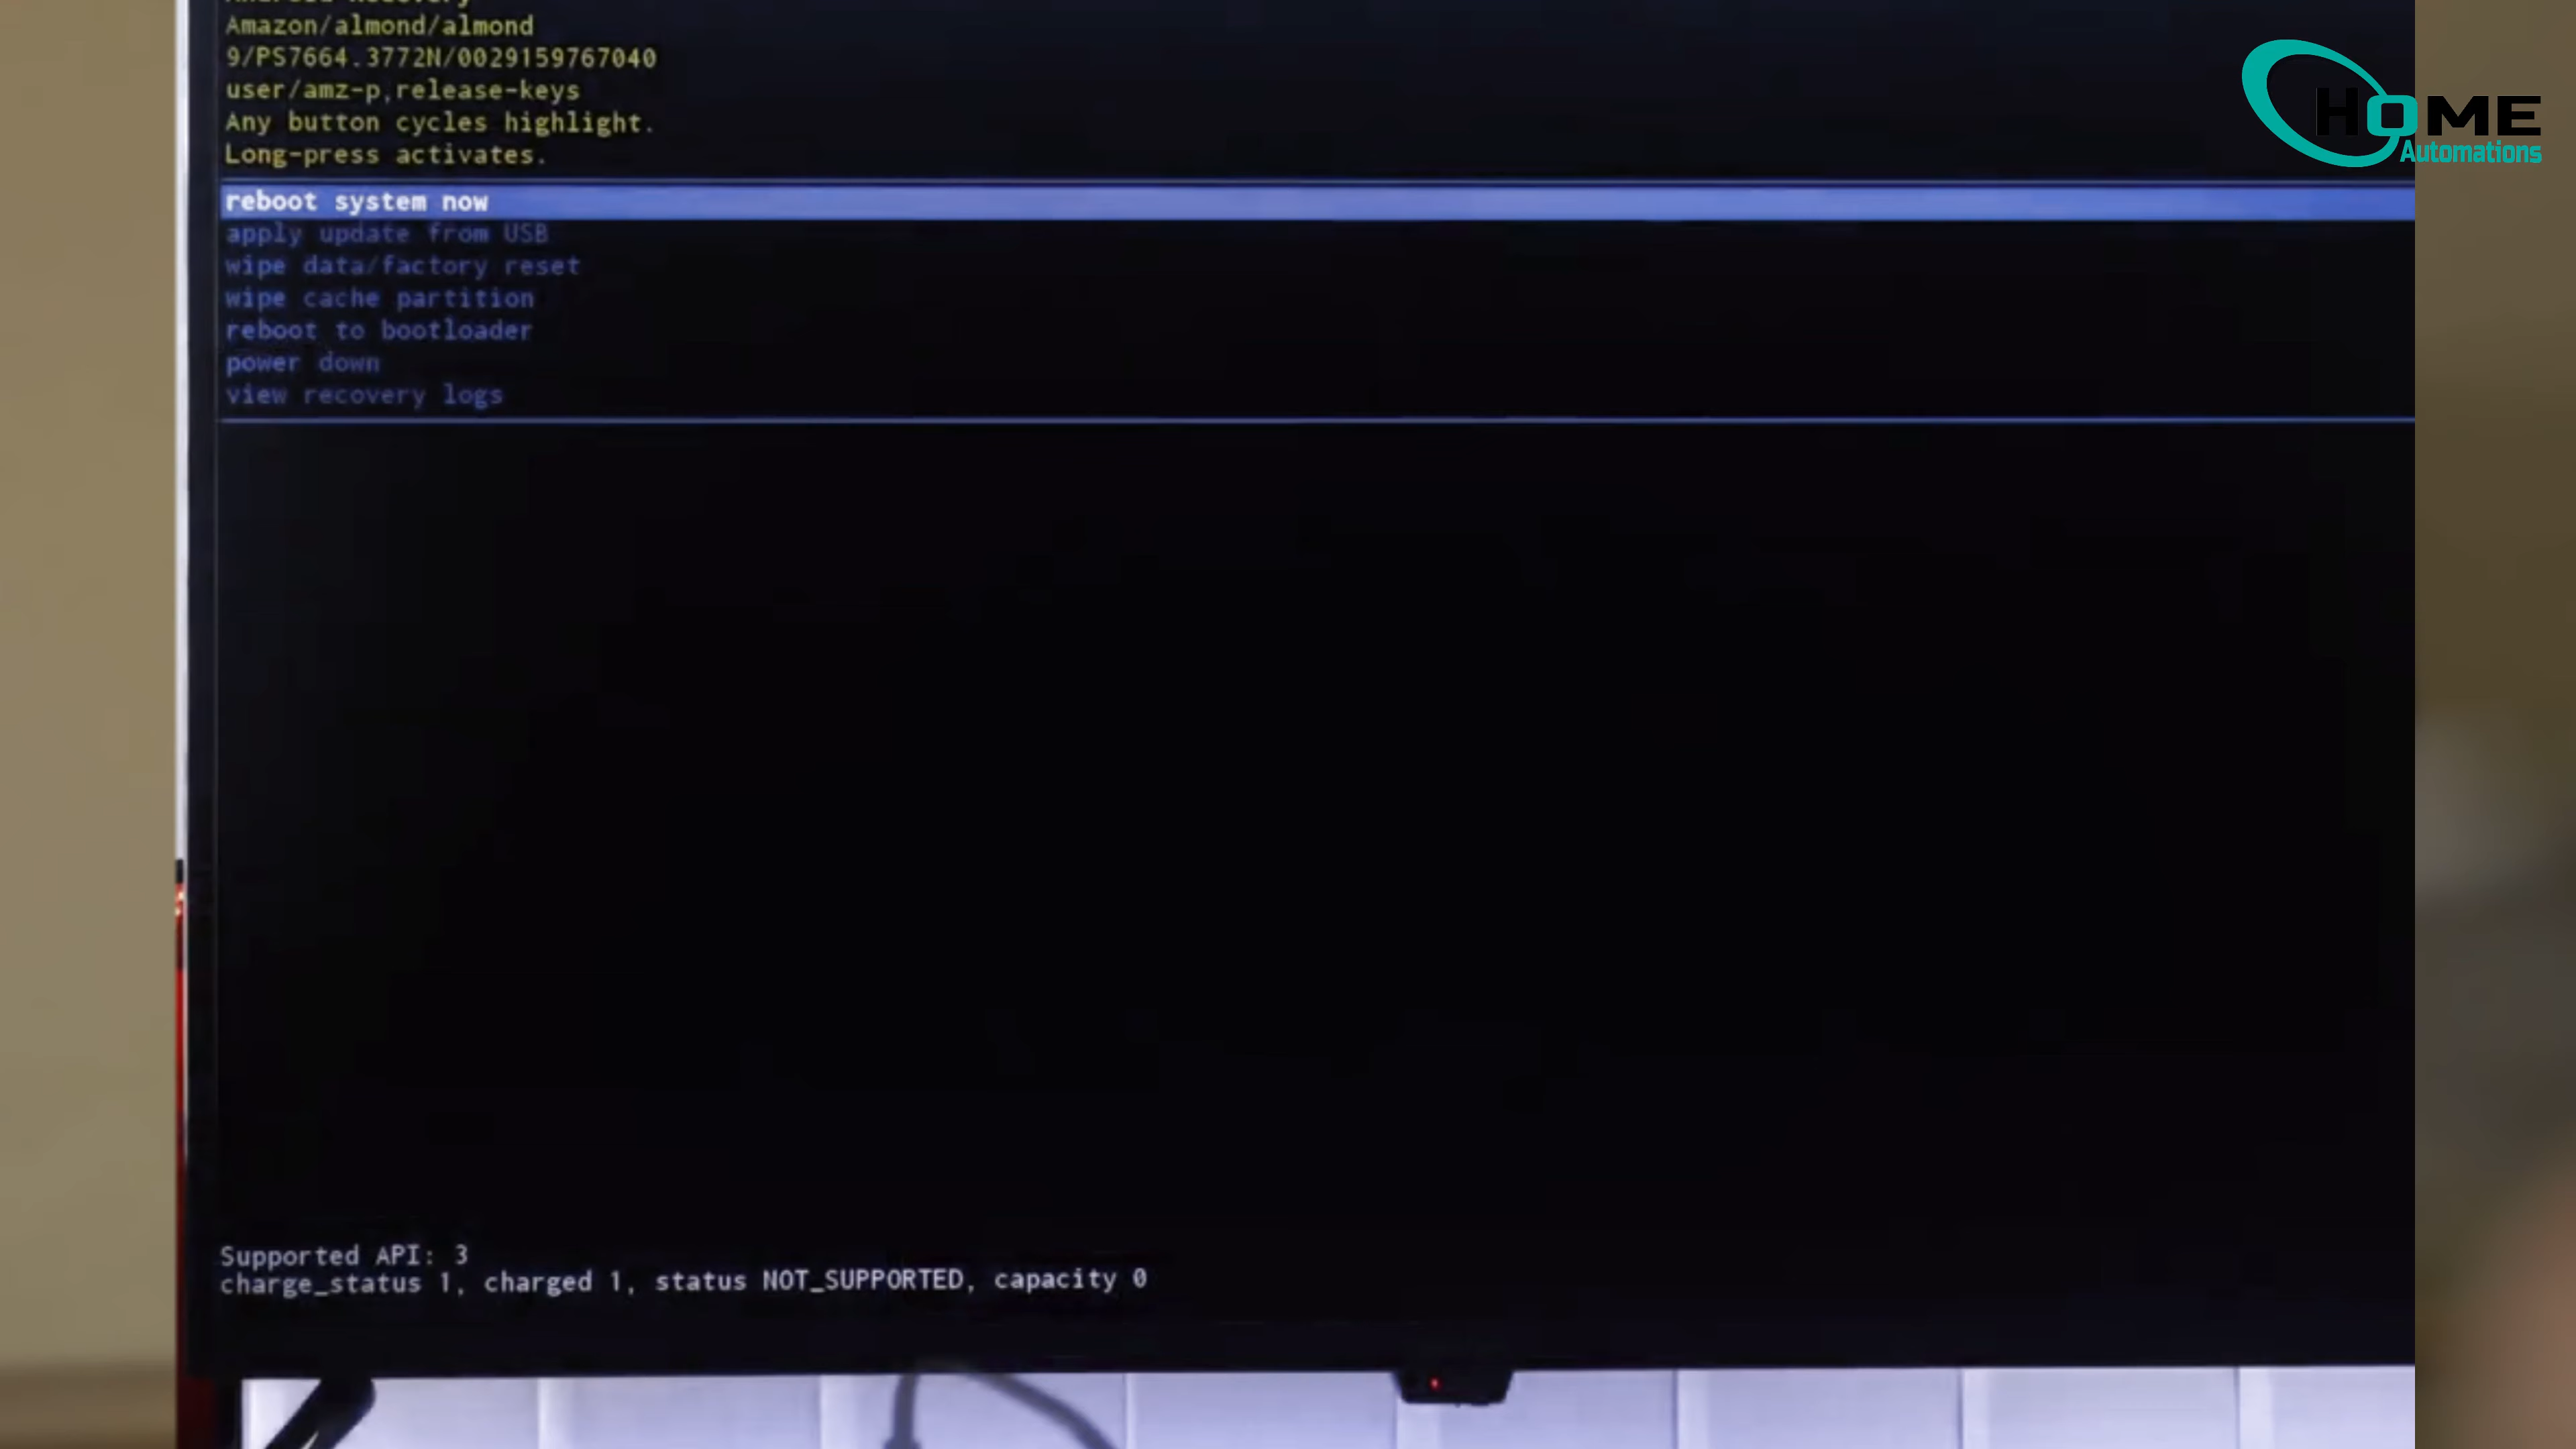 Android Recovery
Amazon/almond/almond
9/PS7664.3772N/0029159767040
user/amz-p,release-keys
Any button cycles highlight.
Long-press activates.
reboot system now
apply update from USB
wipe data/factory reset
wipe cache partition
reboot to bootloader
power down
view recovery logs
Supported API: 3
charge_status 1, charged 1, status NOT_SUPPORTED, capacity 0
HOME
Automations